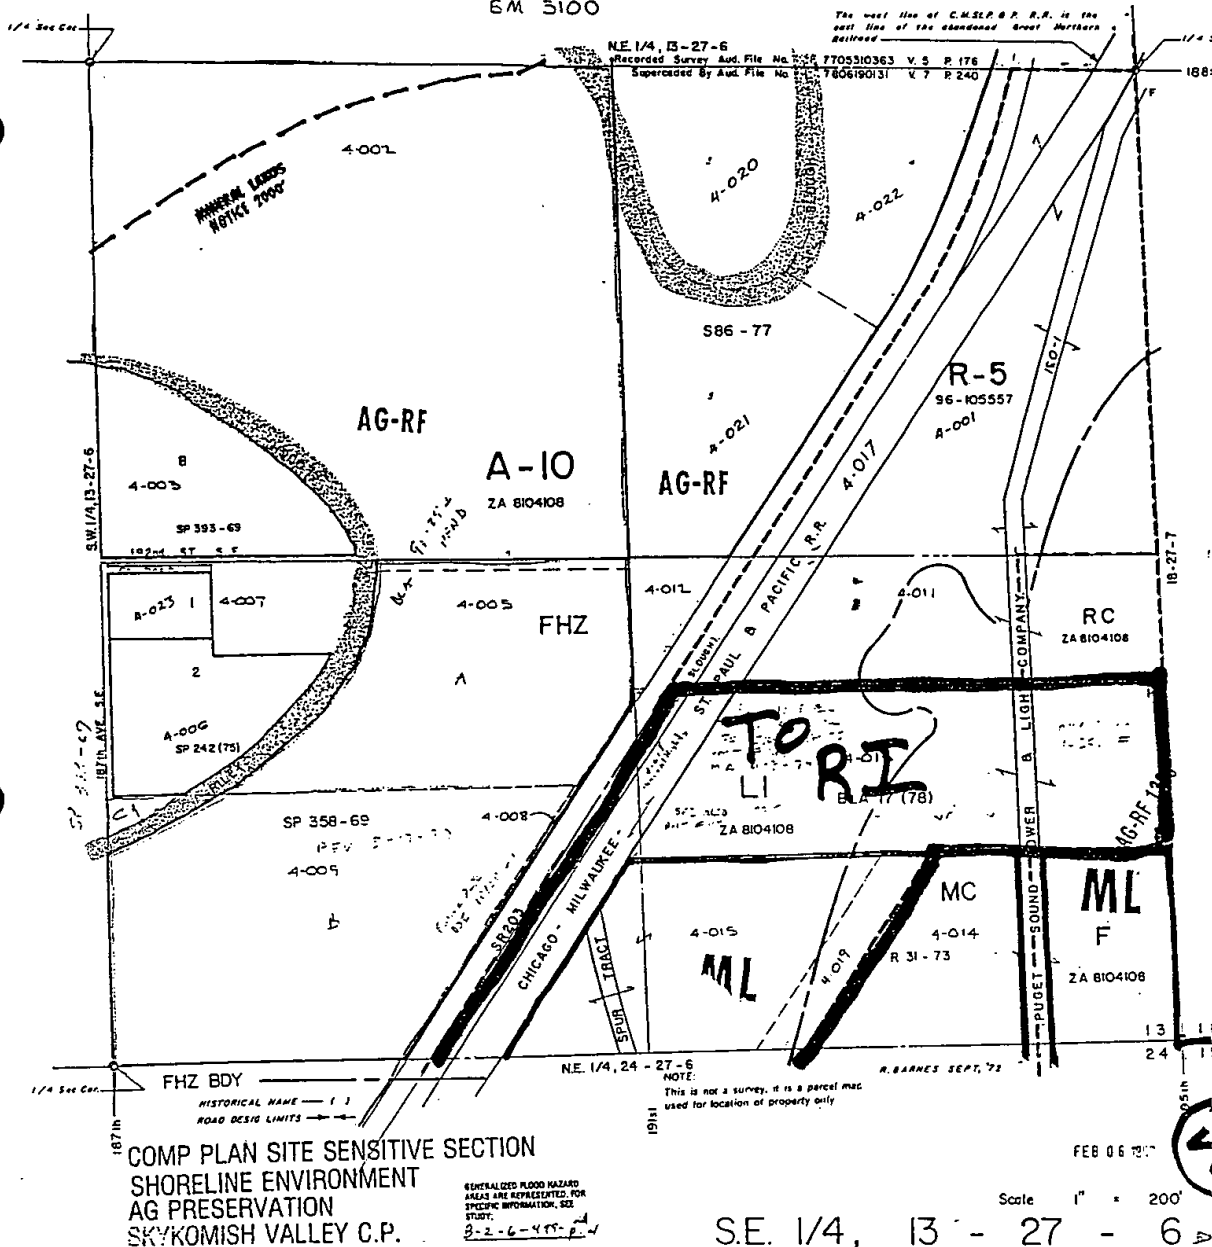 EM 3100
1/4 Sec Cor
The west line of C.M.ST.P. & P. R.R. is the
east line of the abandoned Great Northern
Railroad
N.E. 1/4, 13-27-6
Recorded Survey Aud. File No. 7705310363 V. 5 P. 176
Superceded By Aud. File No. 7806190131 V. 7 P. 240
F
4-002
MINERAL LANDS
NOTICE 2000'
4-020
4-022
S86-77
R-5
96-105557
4-001
150-1
AG-RF
4-021
4-017
S.W. 1/4, 13-27-6
8
4-003
A-10
ZA 8104108
AG-RF
SP 393-69
192nd ST. S.E.
18-27-7
4-023 1
4-007
4-005
FHZ
4-012
4-011
RC
ZA 8104108
2
A
4-006
SP 242 (75)
187th AVE. S.E.
RILEY
SLOUGH
CHICAGO - MILWAUKEE - ST. PAUL & PACIFIC R.R.
TO RI
LI
BLA 17 (78)
ZA 8104108
AG-RF
SP 358-69
4-008
4-009
B
SR203
PUGET SOUND POWER & LIGHT COMPANY
MC
ML
4-015
4-014
F
R 31-73
4-019
ML
ZA 8104108
SPUR TRACT
13
24
N.E. 1/4, 24-27-6
R. BARNES SEPT, '72
1/4 Sec Cor.
FHZ BDY
HISTORICAL NAME ( )
ROAD DESIG LIMITS
NOTE:
This is not a survey, it is a parcel map
used for location of property only
187th
191st
COMP PLAN SITE SENSITIVE SECTION
SHORELINE ENVIRONMENT
AG PRESERVATION
SKYKOMISH VALLEY C.P.
GENERALIZED FLOOD HAZARD
AREAS ARE REPRESENTED. FOR
SPECIFIC INFORMATION, SEE
STUDY.
FEB 06
Scale 1" = 200'
S.E. 1/4, 13 - 27 - 6